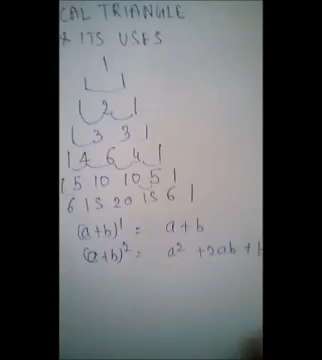 CAL TRIANGLE
& ITS USES
1
1 1
1 2 1
1 3 3 1
1 4 6 4 1
1 5 10 10 5 1
6 15 20 15 6 1
(a+b)¹ = a + b
(a+b)² = a² + 2ab +